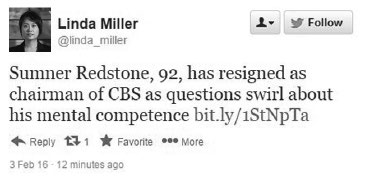 Linda Miller
@linda_miller
Follow
Sumner Redstone, 92, has resigned as
chairman of CBS as questions swirl about
his mental competence bit.ly/1StNpTa
Reply 1 Favorite More
3 Feb 16 - 12 minutes ago